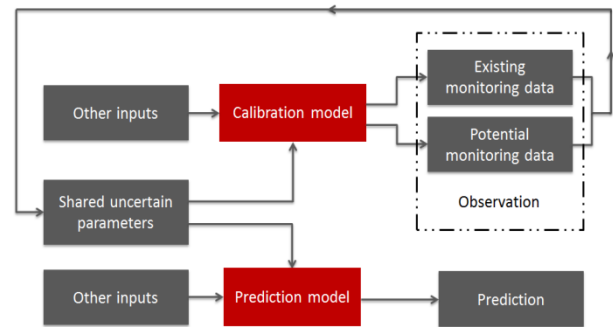 Existing
monitoring data
Other inputs
Calibration model
Potential
monitoring data
Shared uncertain
parameters
Observation
Other inputs
Prediction model
Prediction